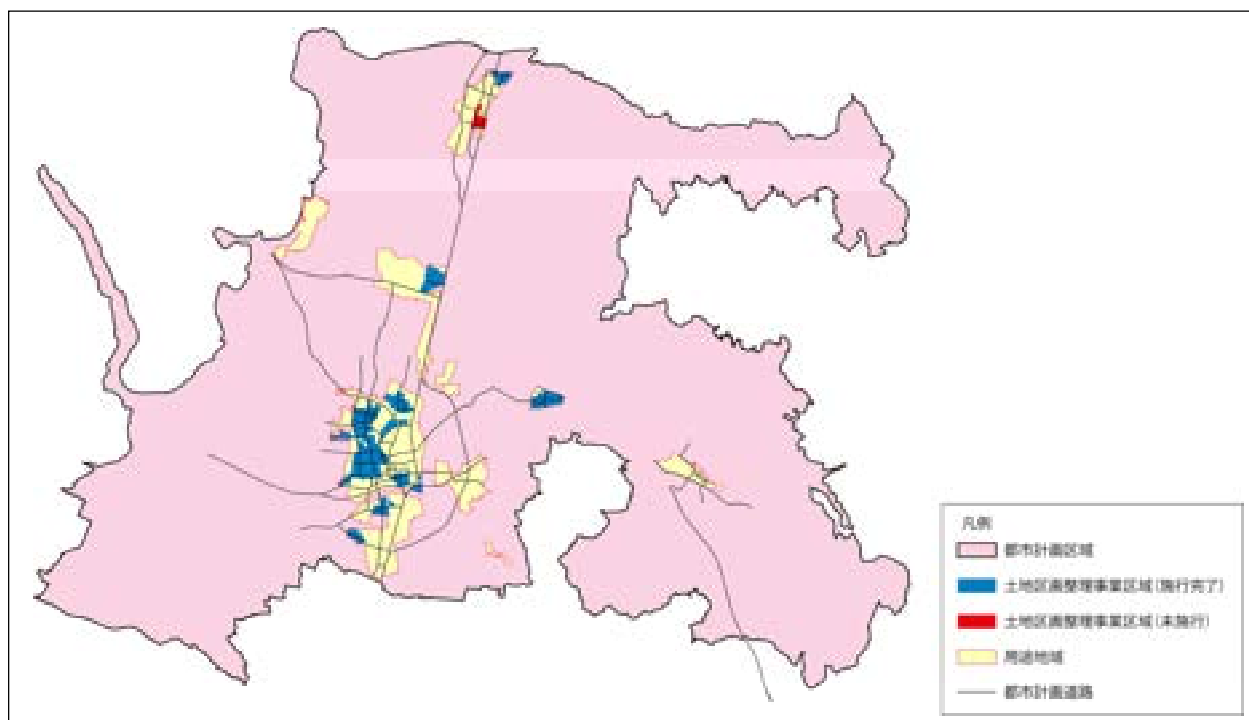 凡例
都市計画区域
土地区画整理事業区域(施行完了)
土地区画整理事業区域(未施行)
用途地域
都市計画道路